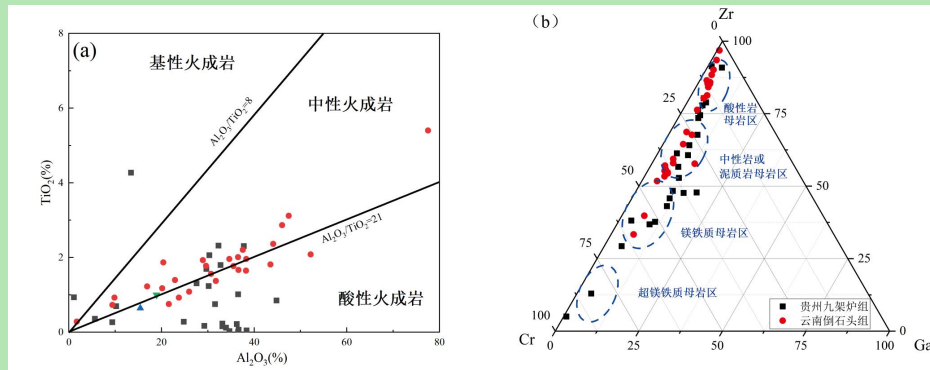 (a)
基性火成岩
中性火成岩
酸性火成岩
Al₂O₃/TiO₂=8
Al₂O₃/TiO₂=21
TiO₂(%)
8
6
4
2
0
0
20
40
60
80
Al₂O₃(%)
(b)
Zr
0
100
25
75
50
50
75
25
100
0
Cr
0
25
50
75
100
Ga
酸性岩
母岩区
中性岩或
泥质岩母岩区
镁铁质母岩区
超镁铁质母岩区
贵州九架炉组
云南倒石头组